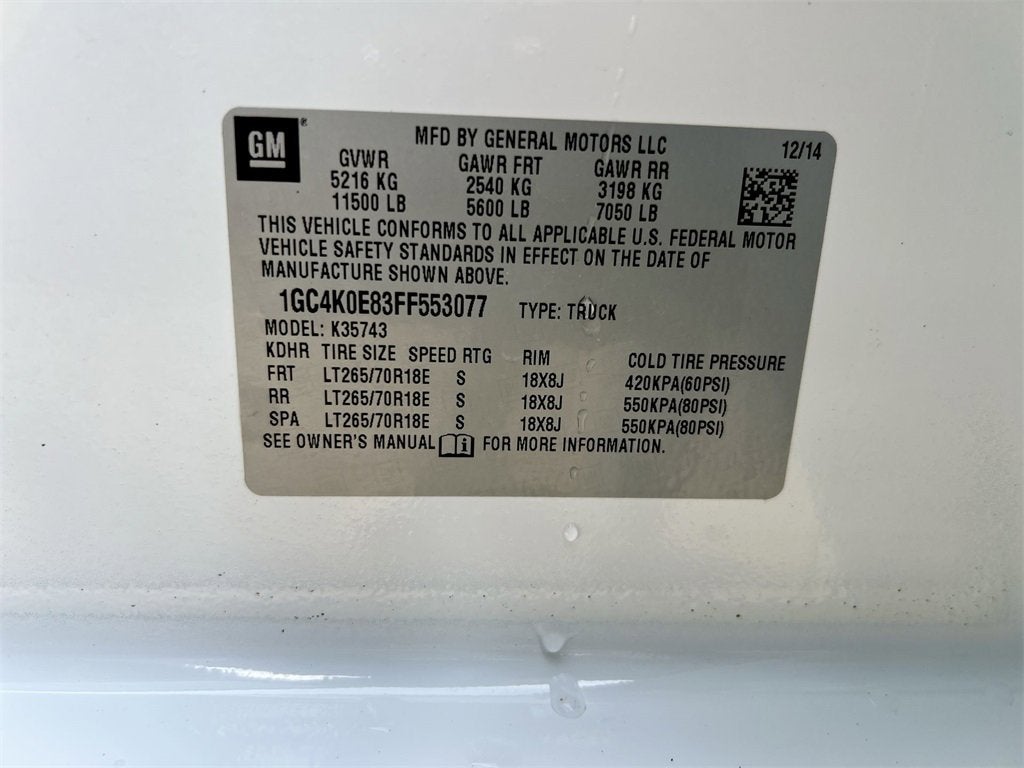 GM ®
MFD BY GENERAL MOTORS LLC 12/14
GVWR GAWR FRT GAWR RR
5216 KG 2540 KG 3198 KG
11500 LB 5600 LB 7050 LB
THIS VEHICLE CONFORMS TO ALL APPLICABLE U.S. FEDERAL MOTOR
VEHICLE SAFETY STANDARDS IN EFFECT ON THE DATE OF
MANUFACTURE SHOWN ABOVE.
1GC4K0E83FF553077 TYPE: TRUCK
MODEL: K35743
KDHR TIRE SIZE SPEED RTG RIM COLD TIRE PRESSURE
FRT LT265/70R18E S 18X8J 420KPA(60PSI)
RR LT265/70R18E S 18X8J 550KPA(80PSI)
SPA LT265/70R18E S 18X8J 550KPA(80PSI)
SEE OWNER'S MANUAL i FOR MORE INFORMATION.